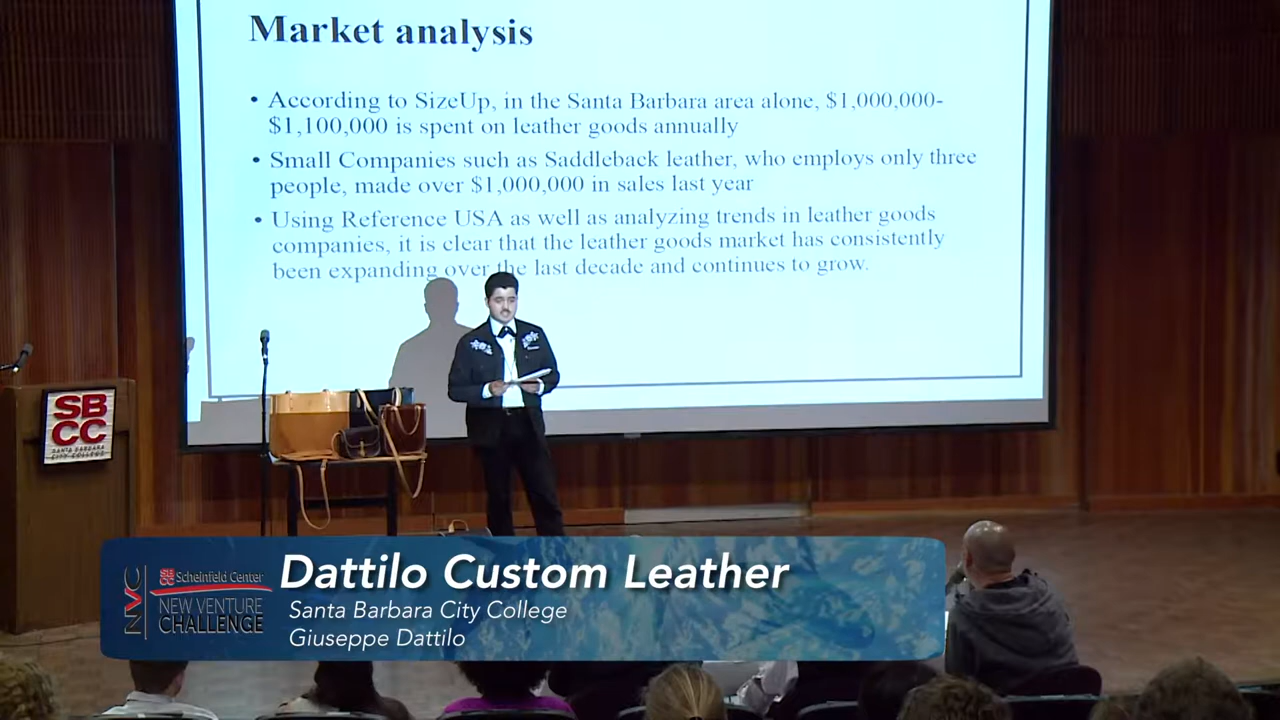 Market analysis
• According to SizeUp, in the Santa Barbara area alone, $1,000,000-
$1,100,000 is spent on leather goods annually
• Small Companies such as Saddleback leather, who employs only three
people, made over $1,000,000 in sales last year
• Using Reference USA as well as analyzing trends in leather goods
companies, it is clear that the leather goods market has consistently
been expanding over the last decade and continues to grow.
SB
CC
SANTA BARBARA
CITY COLLEGE
NVC
SB
CC
Scheinfeld Center
NEW VENTURE
CHALLENGE
Dattilo Custom Leather
Santa Barbara City College
Giuseppe Dattilo